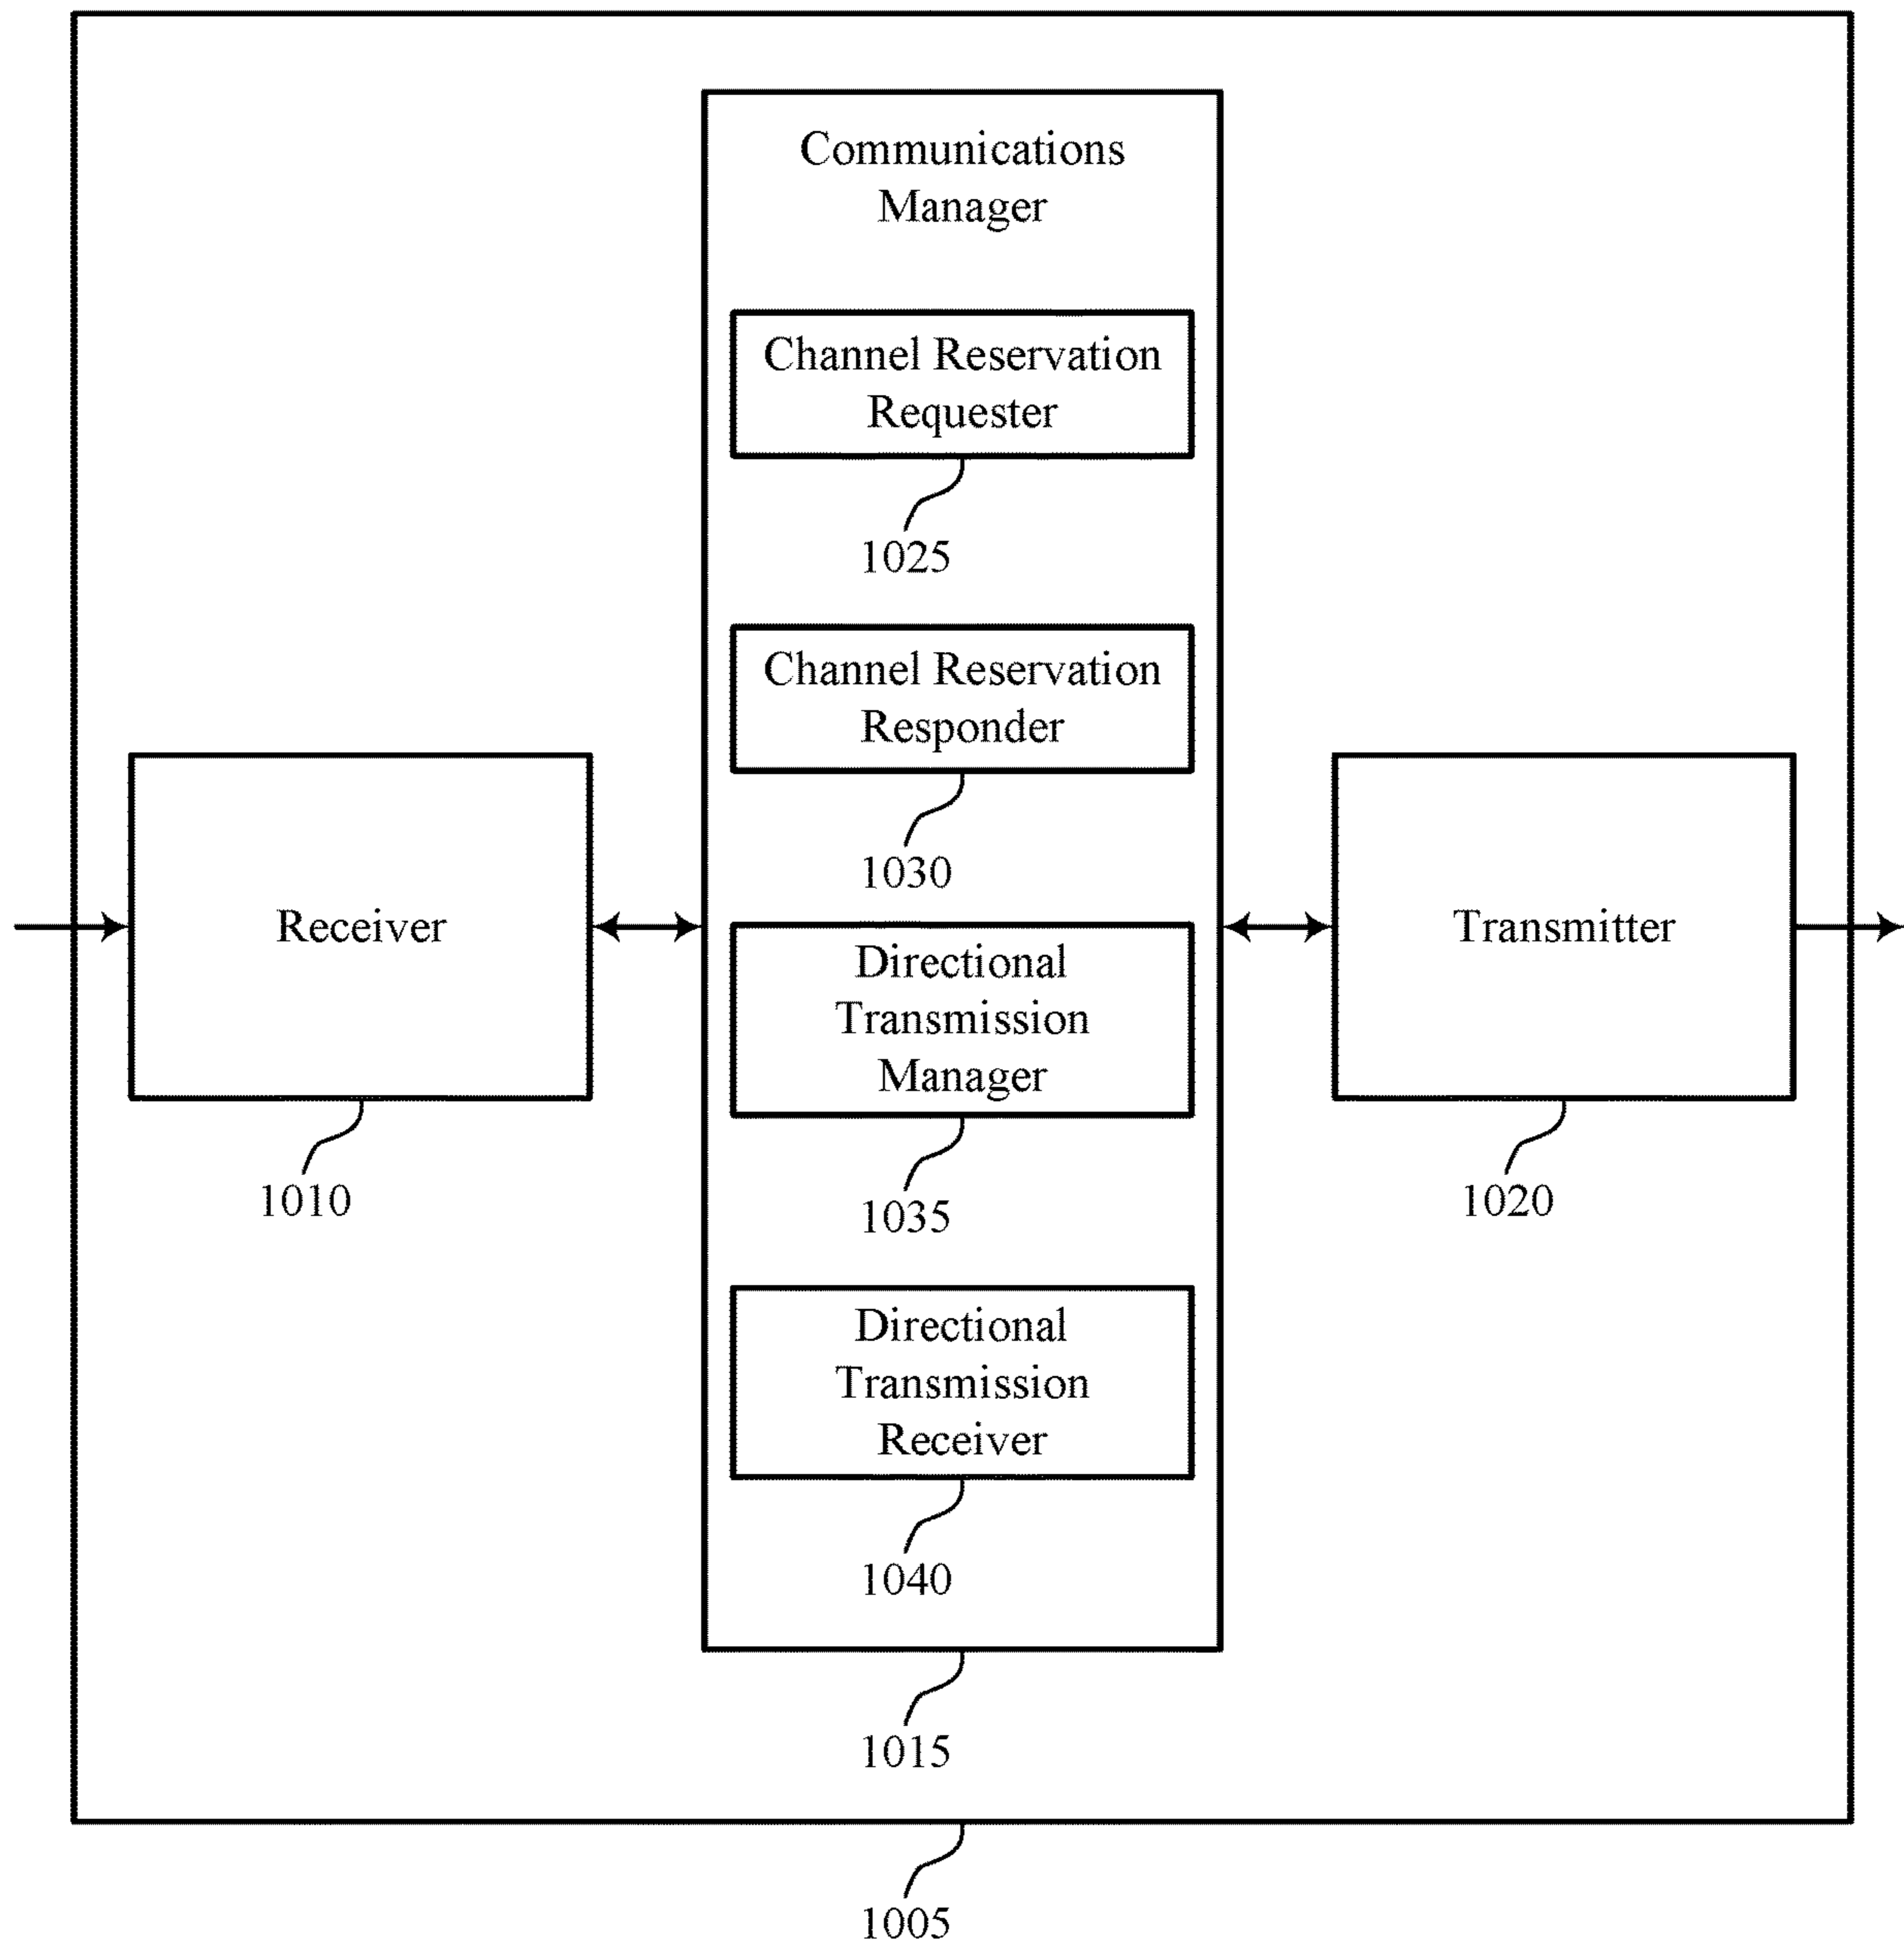 Communications
Manager
Channel Reservation
Requester
1025
Channel Reservation
Responder
1030
Receiver
1010
Directional
Transmission
Manager
1035
Transmitter
1020
Directional
Transmission
Receiver
1040
1015
1005